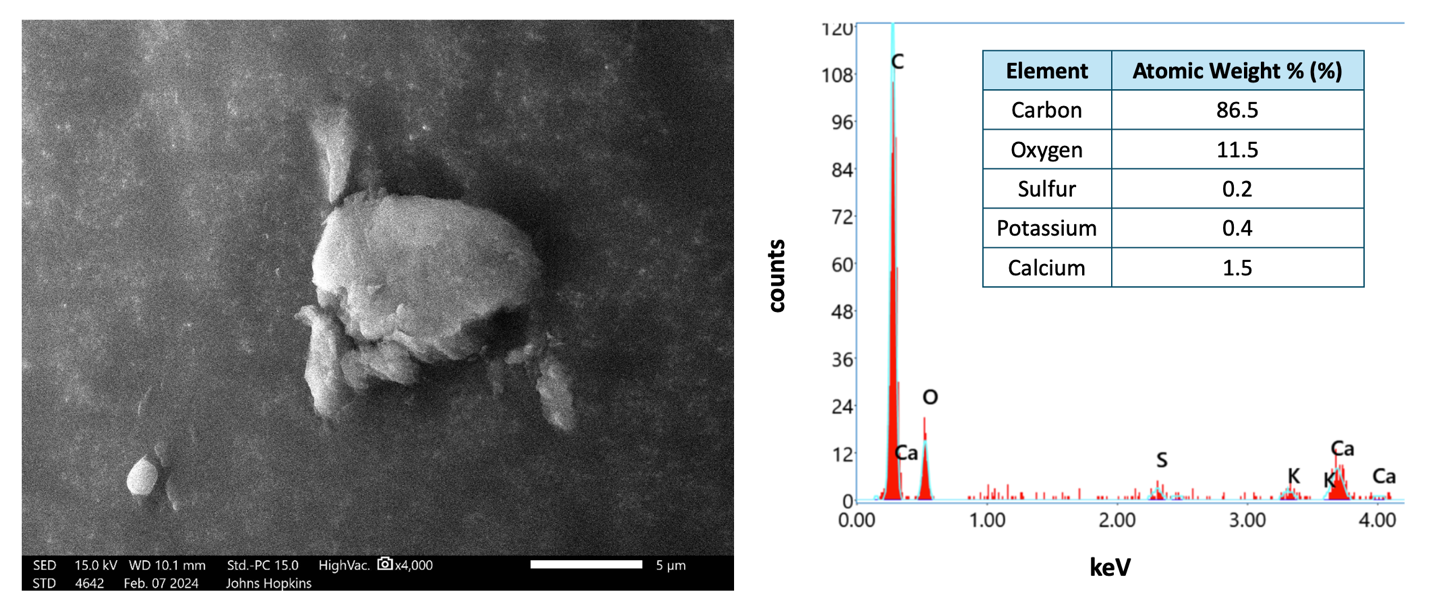 SED 15.0 kV WD 10.1 mm Std.-PC 15.0 HighVac. x4,000 5 µm
STD 4642 Feb. 07 2024 Johns Hopkins
120
108
96
84
72
60
48
36
24
12
0
counts
C
O
Ca
S
K
K
Ca
Ca
0.00 1.00 2.00 3.00 4.00
keV
Element Atomic Weight % (%)
Carbon 86.5
Oxygen 11.5
Sulfur 0.2
Potassium 0.4
Calcium 1.5